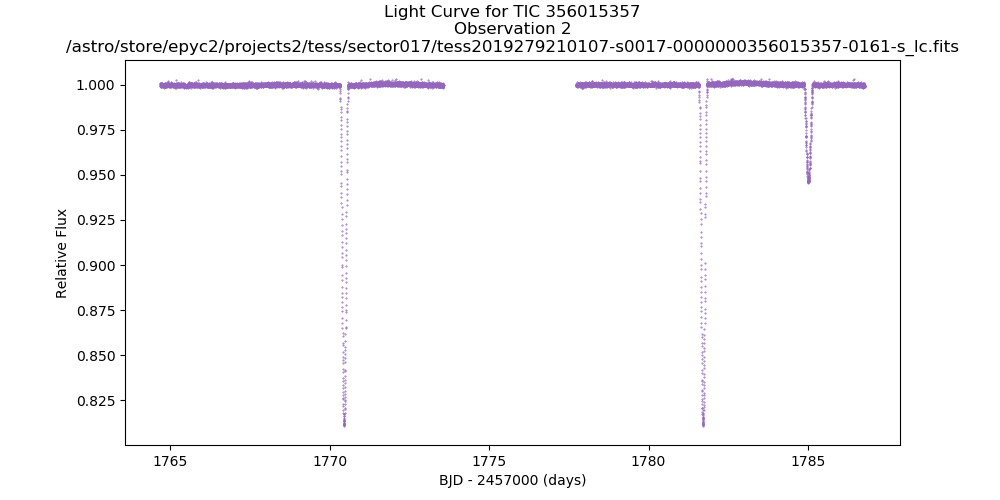 Light Curve for TIC 356015357
Observation 2
/astro/store/epyc2/projects2/tess/sector017/tess2019279210107-s0017-0000000356015357-0161-s_lc.fits
1.000
0.975
0.950
0.925
0.900
0.875
0.850
0.825
Relative Flux
1765
1770
1775
1780
1785
BJD - 2457000 (days)